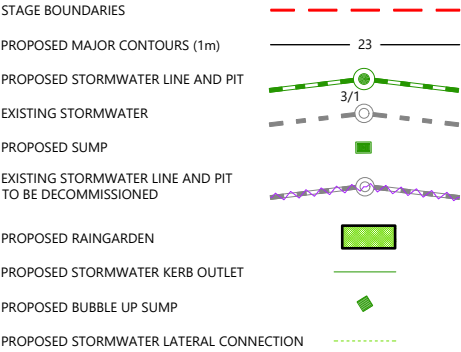 STAGE BOUNDARIES
PROPOSED MAJOR CONTOURS (1m)
23
PROPOSED STORMWATER LINE AND PIT
3/1
EXISTING STORMWATER
PROPOSED SUMP
EXISTING STORMWATER LINE AND PIT
TO BE DECOMMISSIONED
PROPOSED RAINGARDEN
PROPOSED STORMWATER KERB OUTLET
PROPOSED BUBBLE UP SUMP
PROPOSED STORMWATER LATERAL CONNECTION